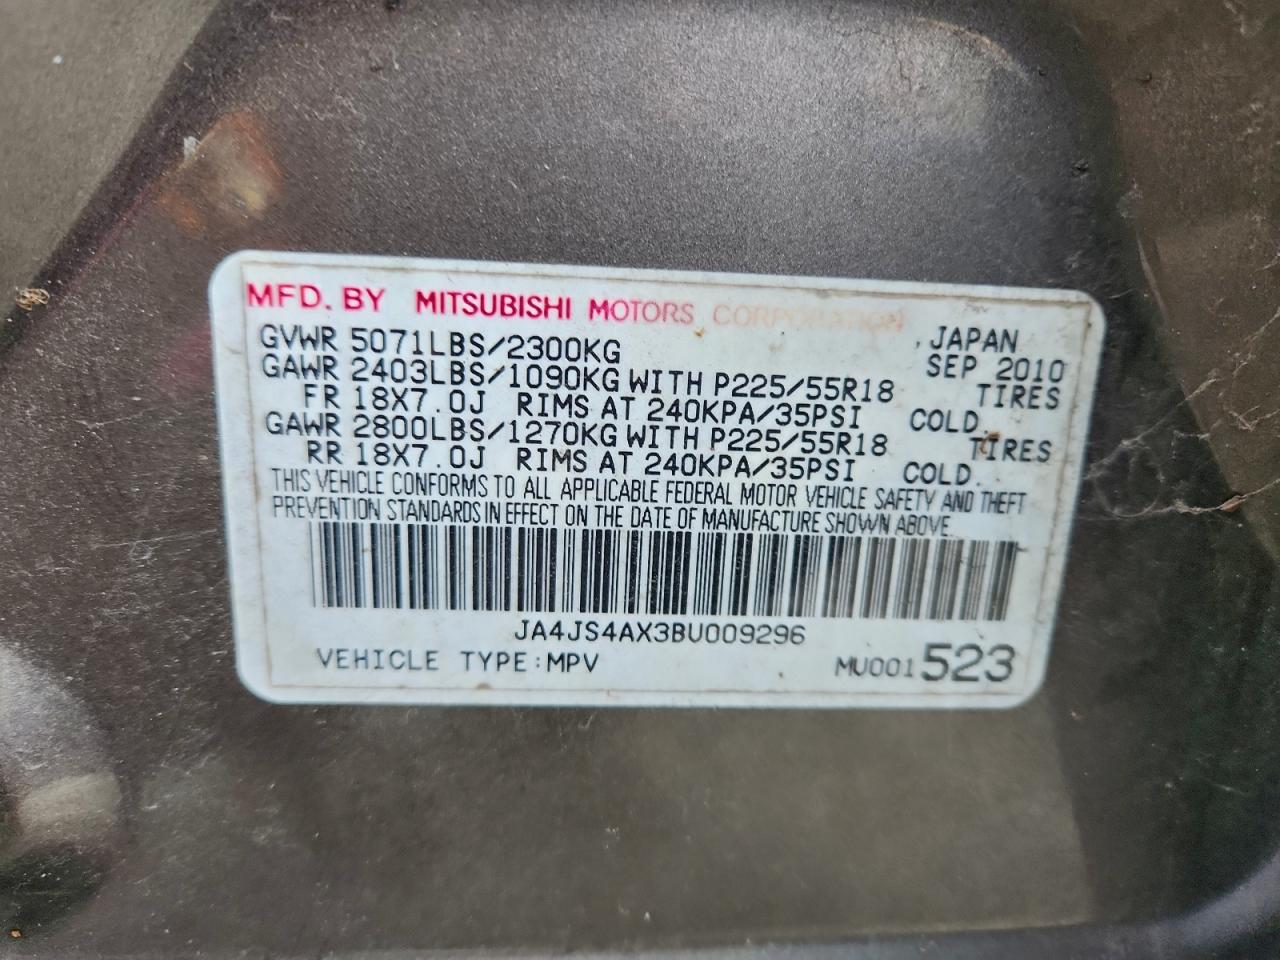 MFD. BY MITSUBISHI MOTORS CORPORATION
JAPAN
GVWR 5071LBS/2300KG SEP 2010
GAWR 2403LBS/1090KG WITH P225/55R18 TIRES
FR 18X7.0J RIMS AT 240KPA/35PSI COLD.
GAWR 2800LBS/1270KG WITH P225/55R18 TIRES
RR 18X7.0J RIMS AT 240KPA/35PSI COLD.
THIS VEHICLE CONFORMS TO ALL APPLICABLE FEDERAL MOTOR VEHICLE SAFETY AND THEFT
PREVENTION STANDARDS IN EFFECT ON THE DATE OF MANUFACTURE SHOWN ABOVE.
JA4JS4AX3BU009296
VEHICLE TYPE:MPV MU001523